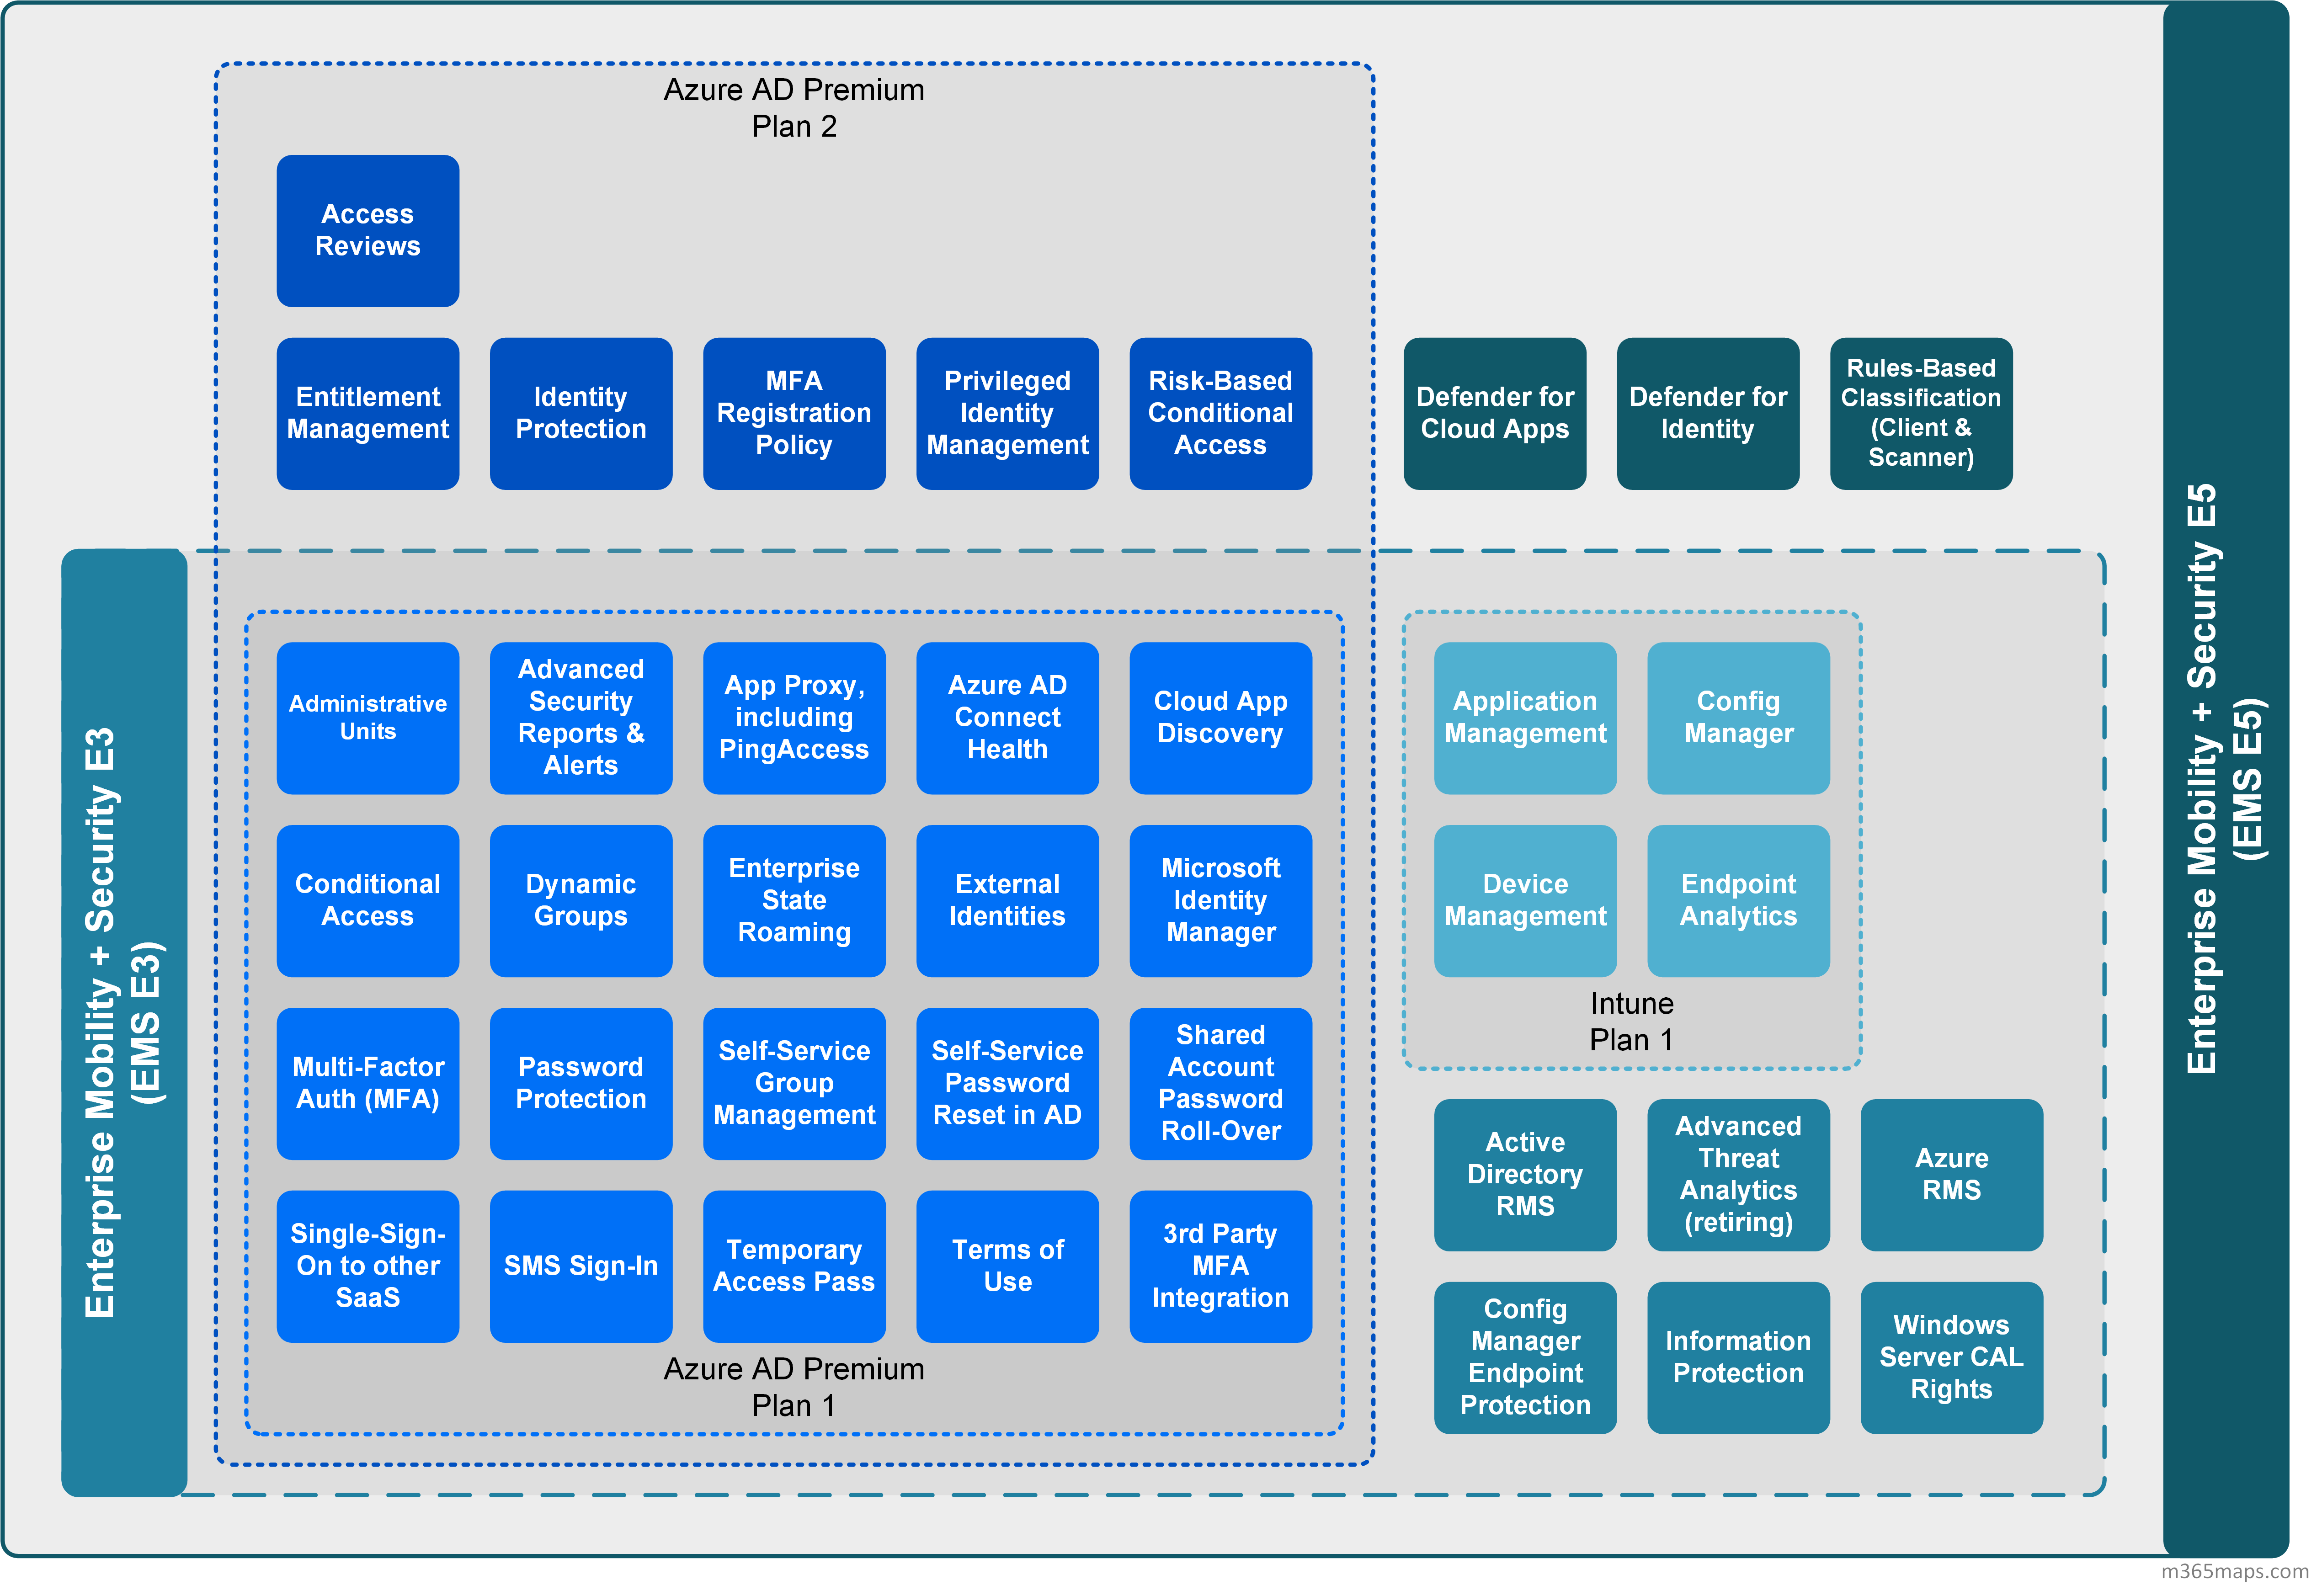 Azure AD Premium
Plan 2
Access
Reviews
Entitlement
Management
Identity
Protection
MFA
Registration
Policy
Privileged
Identity
Management
Risk-Based
Conditional
Access
Defender for
Cloud Apps
Defender for
Identity
Rules-Based
Classification
(Client &
Scanner)
Enterprise Mobility + Security E3
(EMS E3)
Administrative
Units
Advanced
Security
Reports &
Alerts
App Proxy,
including
PingAccess
Azure AD
Connect
Health
Cloud App
Discovery
Conditional
Access
Dynamic
Groups
Enterprise
State
Roaming
External
Identities
Microsoft
Identity
Manager
Multi-Factor
Auth (MFA)
Password
Protection
Self-Service
Group
Management
Self-Service
Password
Reset in AD
Shared
Account
Password
Roll-Over
Single-Sign-
On to other
SaaS
SMS Sign-In
Temporary
Access Pass
Terms of
Use
3rd Party
MFA
Integration
Azure AD Premium
Plan 1
Application
Management
Config
Manager
Device
Management
Endpoint
Analytics
Intune
Plan 1
Active
Directory
RMS
Advanced
Threat
Analytics
(retiring)
Azure
RMS
Config
Manager
Endpoint
Protection
Information
Protection
Windows
Server CAL
Rights
Enterprise Mobility + Security E5
(EMS E5)
m365maps.com